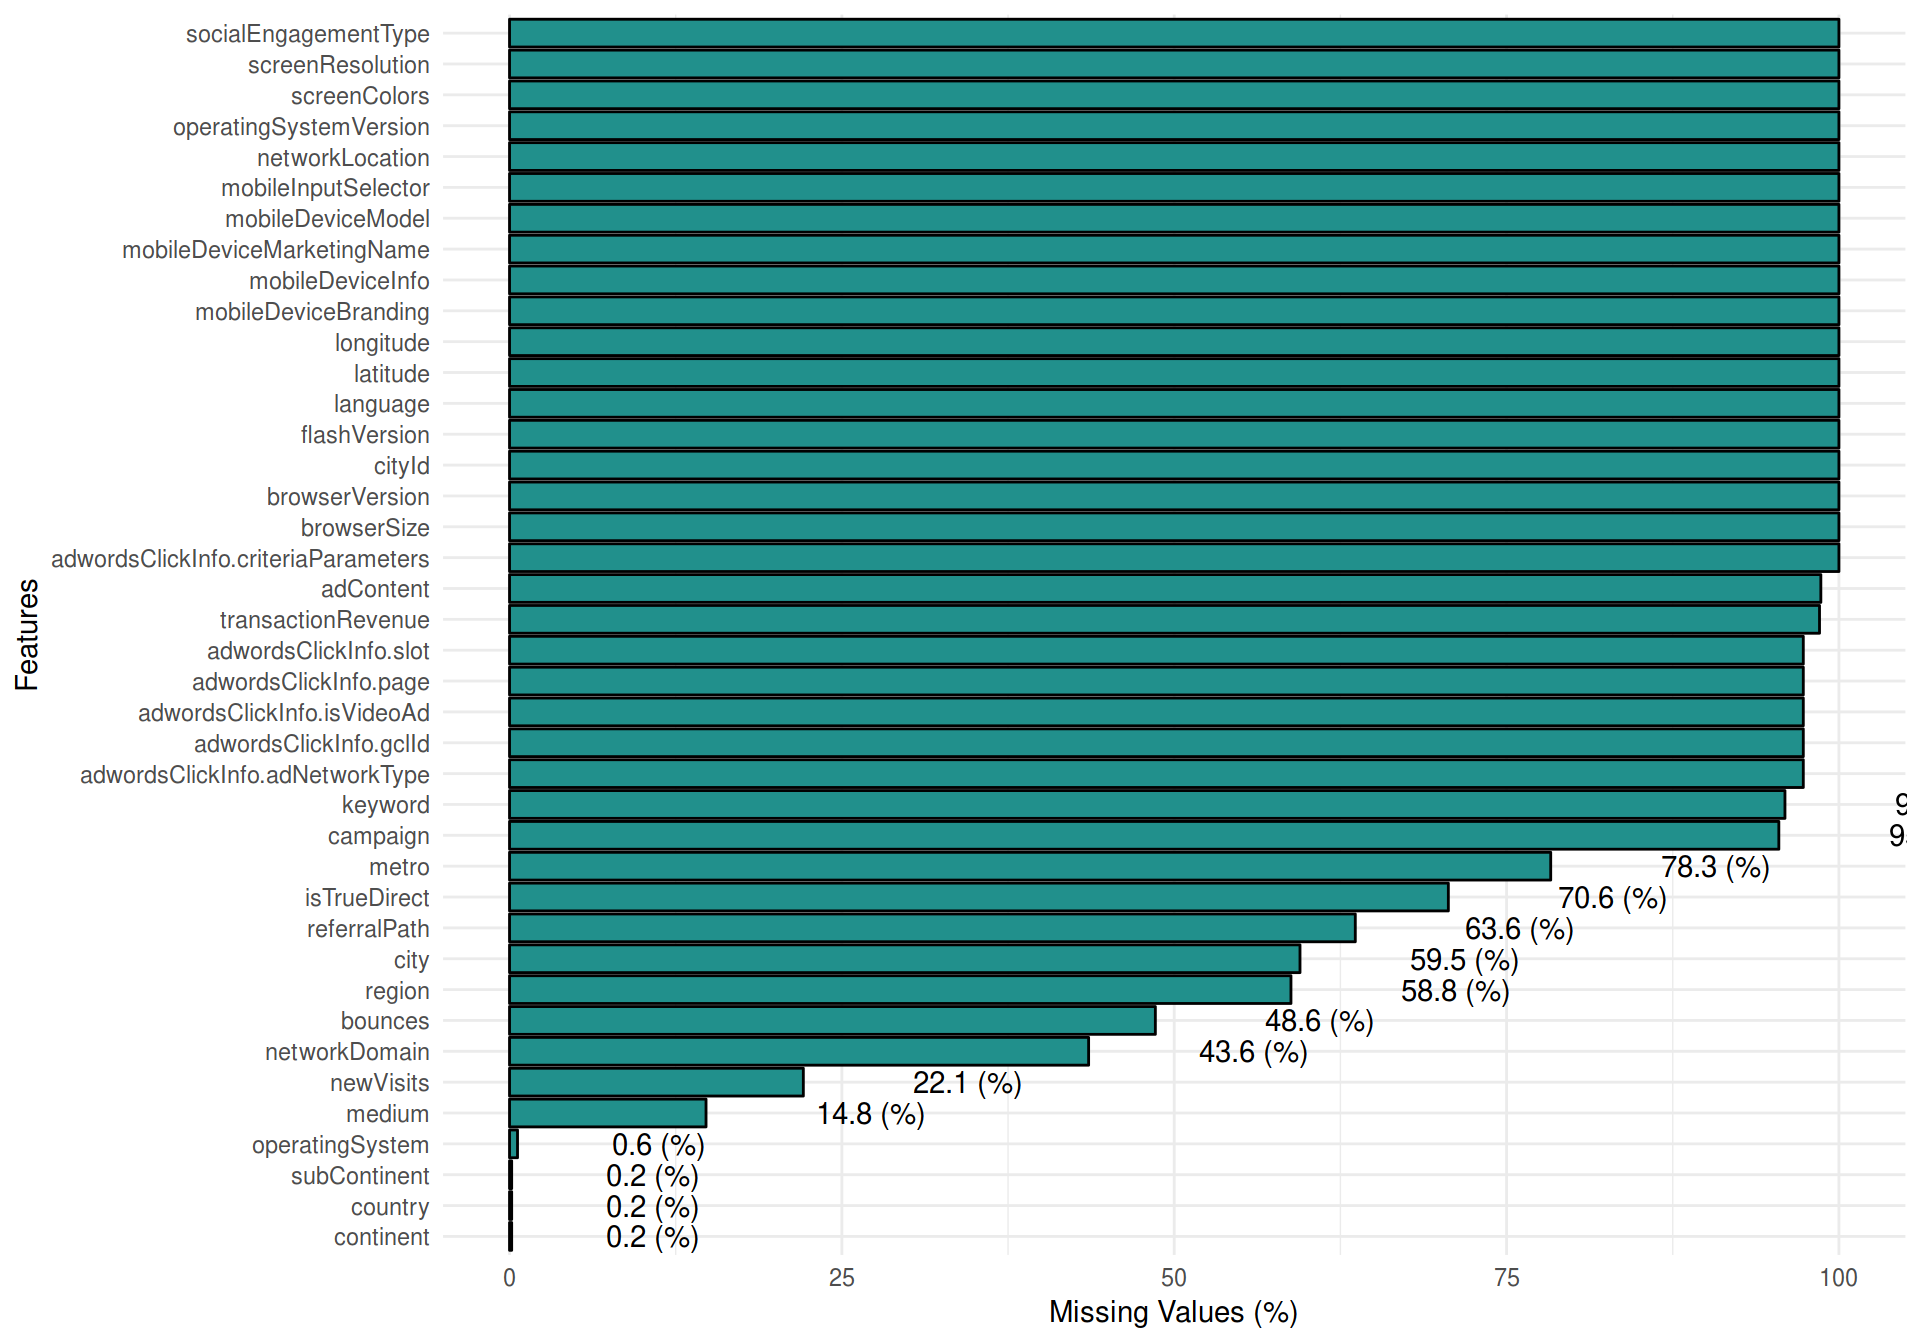 socialEngagementType
screenResolution
screenColors
operatingSystemVersion
networkLocation
mobileInputSelector
mobileDeviceModel
mobileDeviceMarketingName
mobileDeviceInfo
mobileDeviceBranding
longitude
latitude
language
flashVersion
cityId
browserVersion
browserSize
adwordsClickInfo.criteriaParameters
adContent
transactionRevenue
adwordsClickInfo.slot
adwordsClickInfo.page
adwordsClickInfo.isVideoAd
adwordsClickInfo.gclId
adwordsClickInfo.adNetworkType
keyword
campaign
metro 78.3 (%)
isTrueDirect 70.6 (%)
referralPath 63.6 (%)
city 59.5 (%)
region 58.8 (%)
bounces 48.6 (%)
networkDomain 43.6 (%)
newVisits 22.1 (%)
medium 14.8 (%)
operatingSystem 0.6 (%)
subContinent 0.2 (%)
country 0.2 (%)
continent 0.2 (%)
0 25 50 75 100
Missing Values (%)
Features